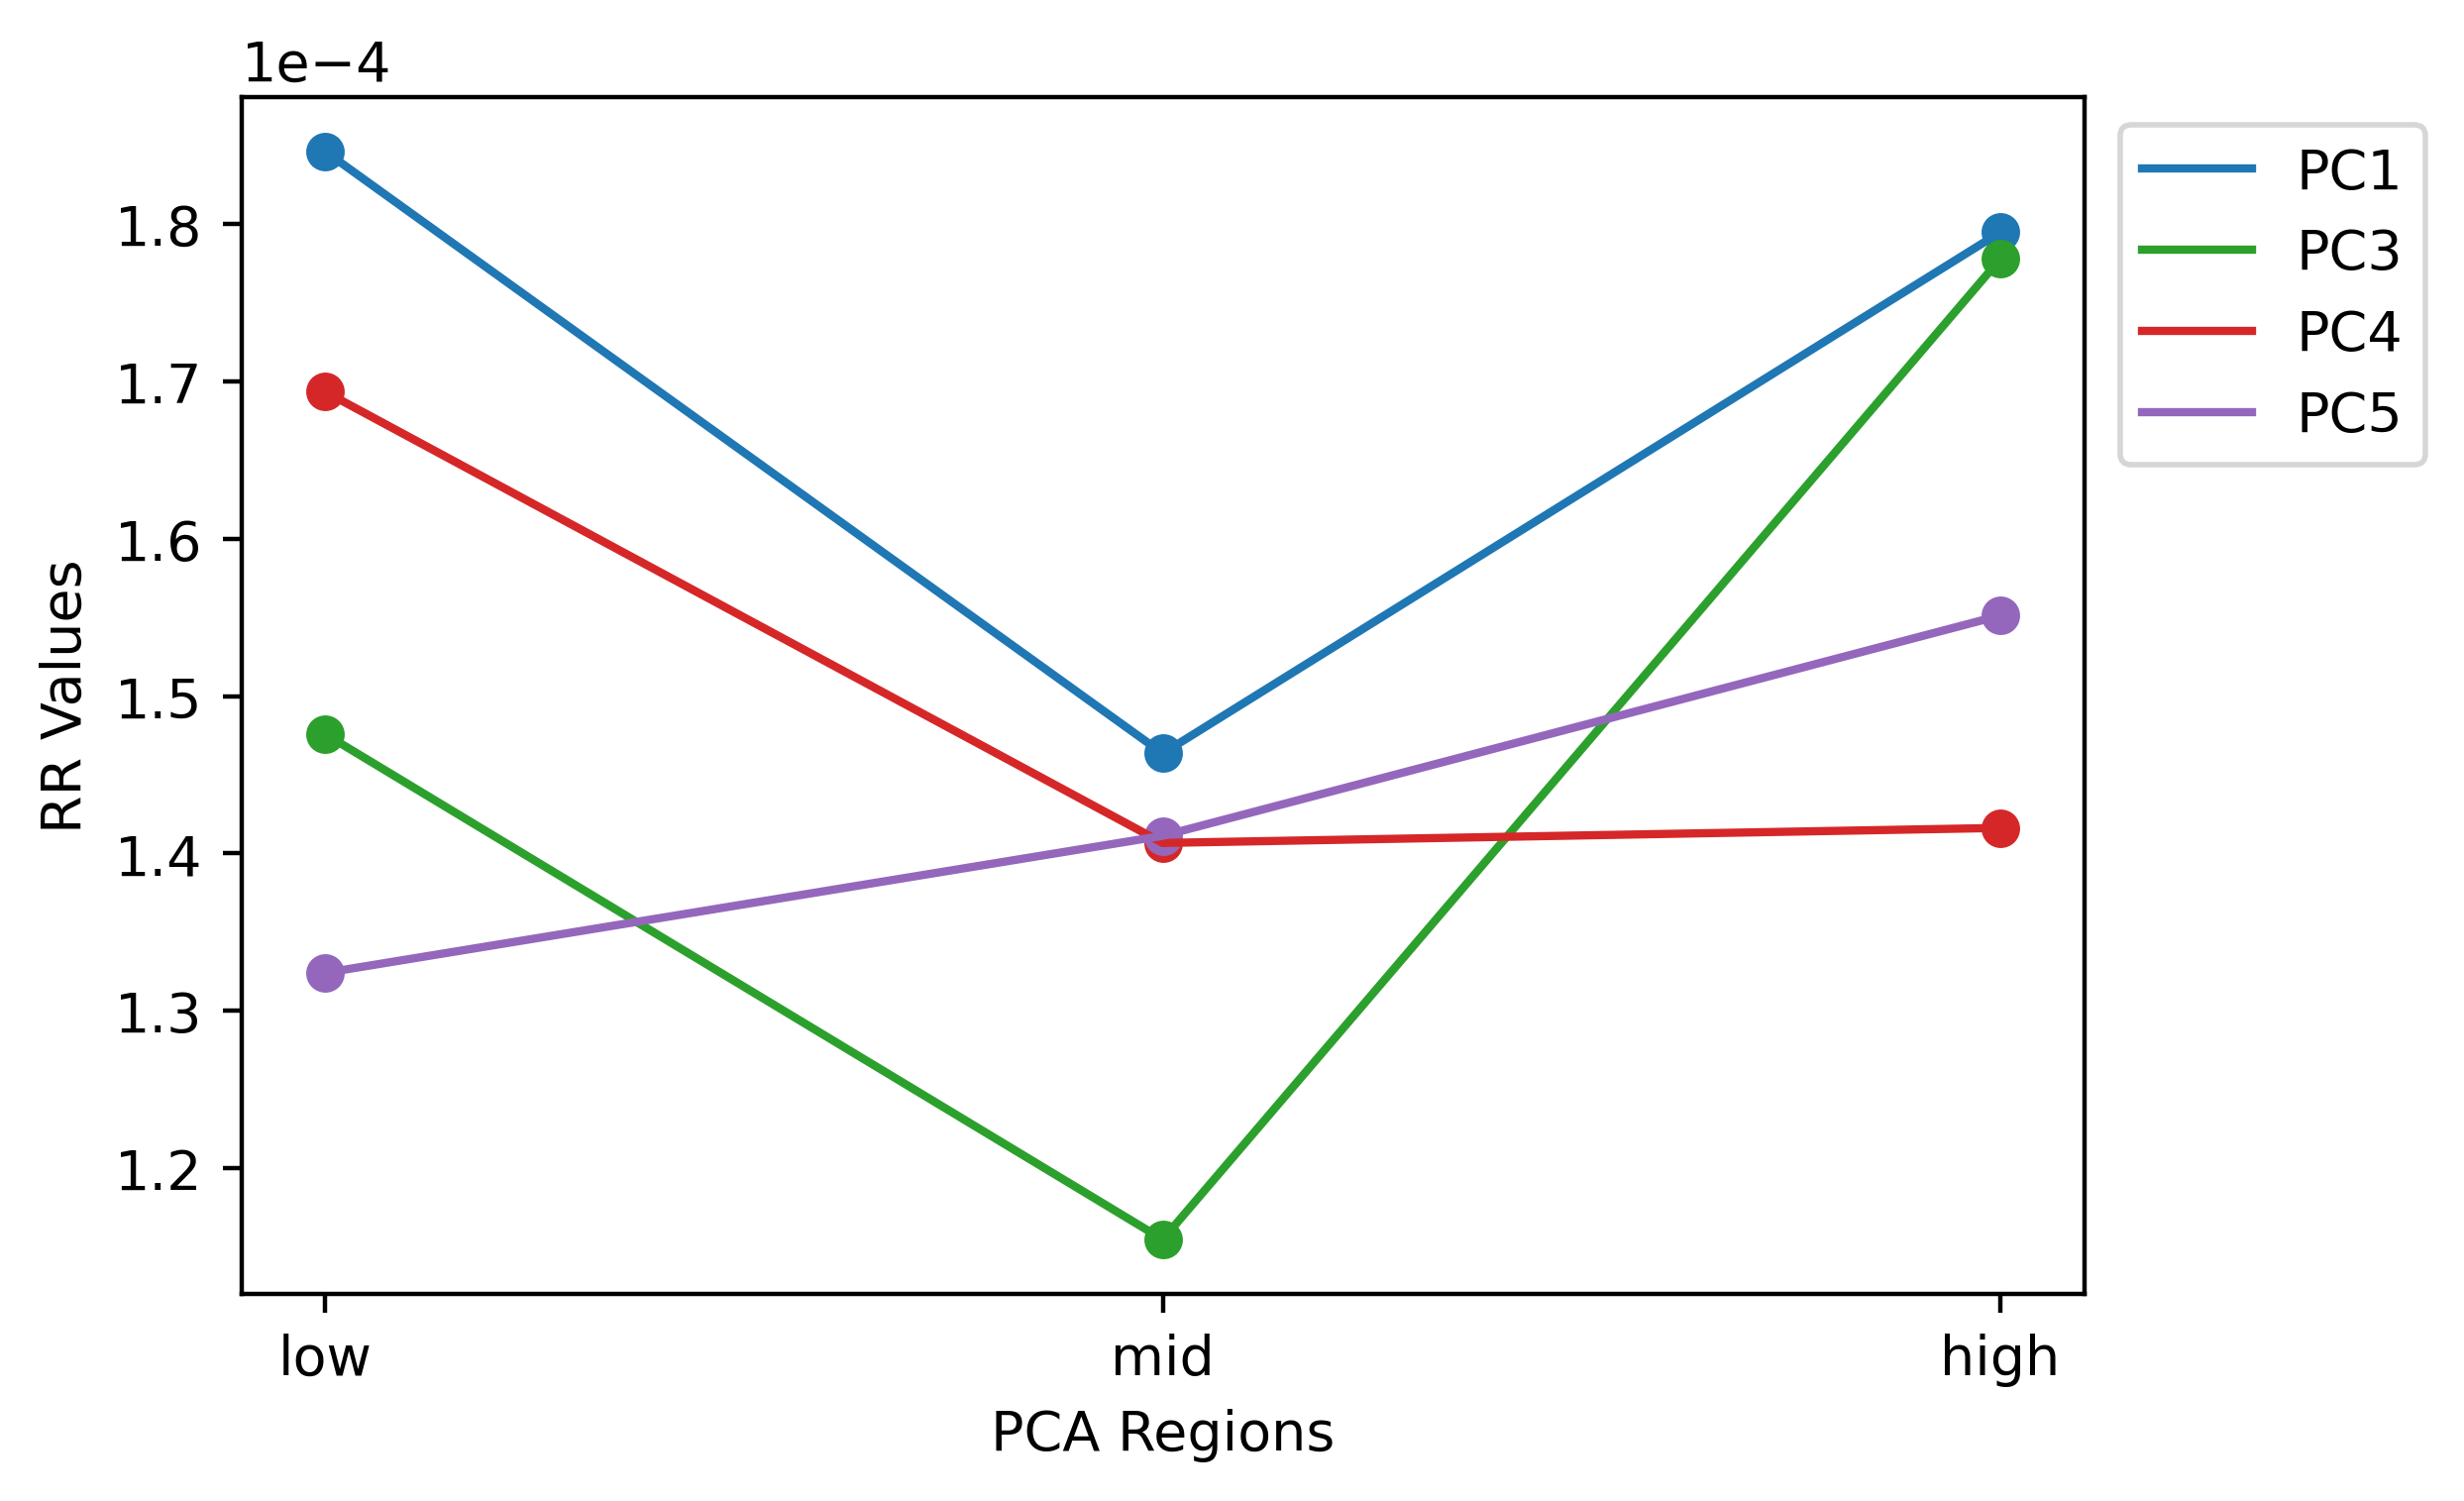 1e−4
1.8
1.7
1.6
1.5
1.4
1.3
1.2
RR Values
low
mid
high
PCA Regions
PC1
PC3
PC4
PC5